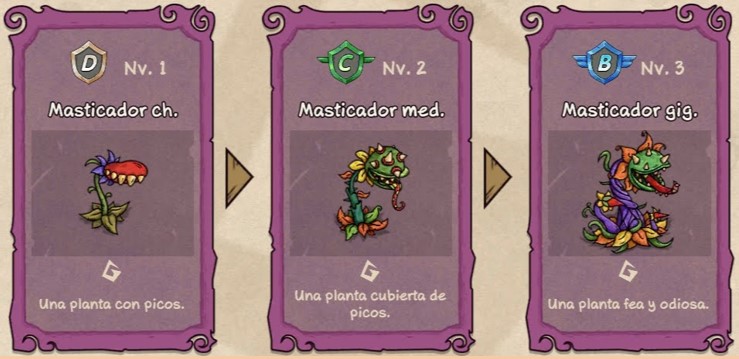 D Nv. 1
Masticador ch.
Una planta con picos.
C Nv. 2
Masticador med.
Una planta cubierta de
picos.
B Nv. 3
Masticador gig.
Una planta fea y odiosa.